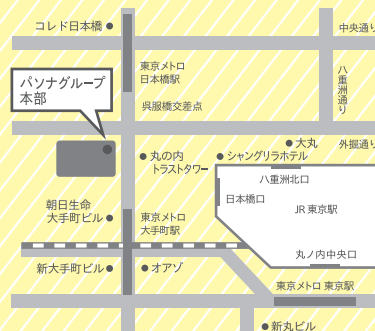 コレド日本橋
中央通り
東京メトロ
日本橋駅
八重洲通り
パソナグループ
本部
呉服橋交差点
外堀通り
大丸
丸の内
トラストタワー
シャングリラホテル
八重洲北口
日本橋口
JR 東京駅
朝日生命
大手町ビル
東京メトロ
大手町駅
丸ノ内中央口
新大手町ビル
オアゾ
東京メトロ 東京駅
新丸ビル